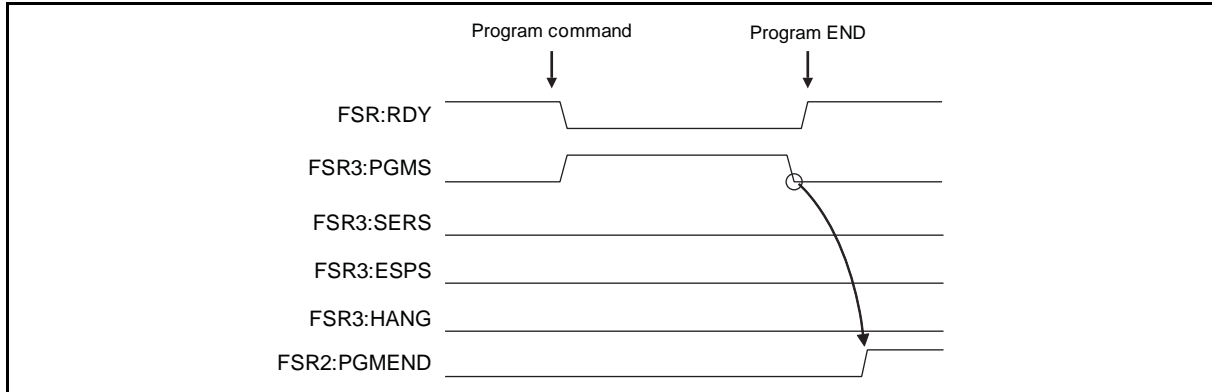 Program command Program END
FSR:RDY
FSR3:PGMS
FSR3:SERS
FSR3:ESPS
FSR3:HANG
FSR2:PGMEND